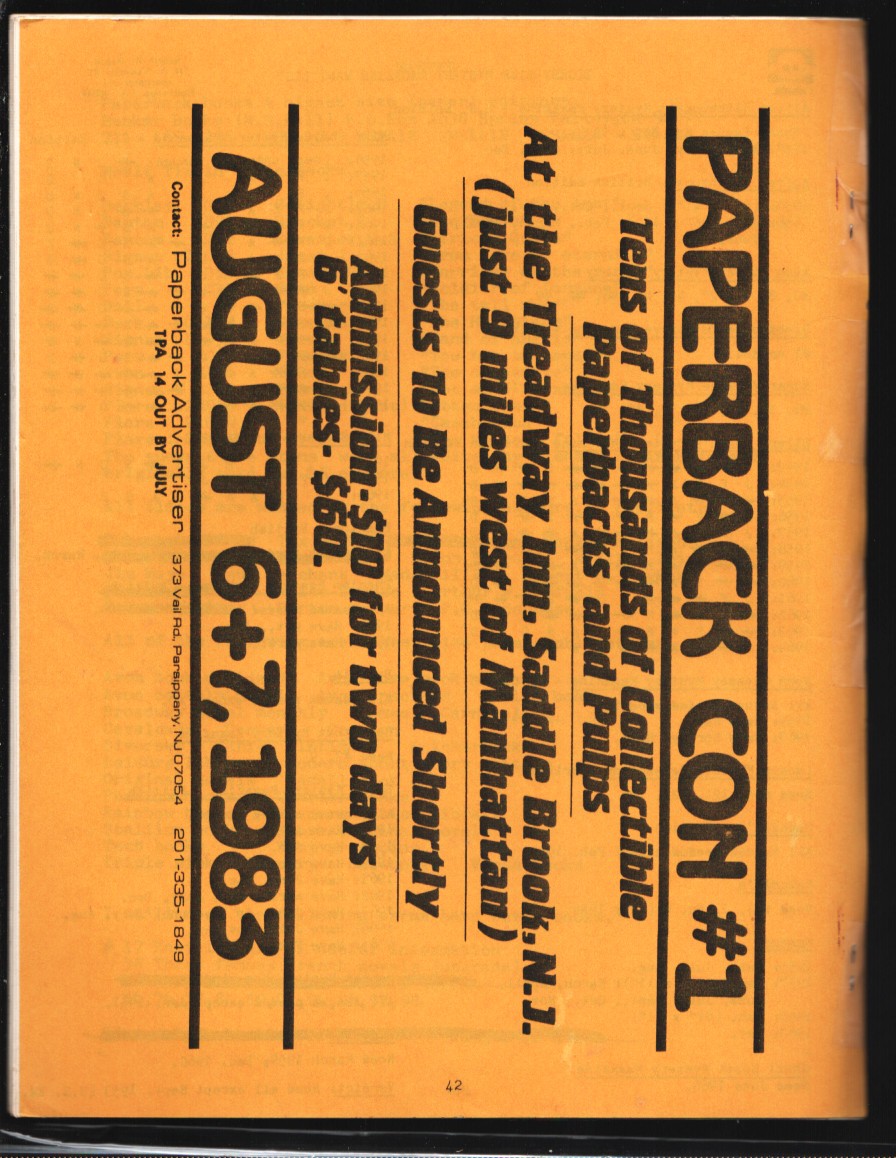 PAPERBACK CON #1
Tens of Thousands of Collectible
Paperbacks and Pulps
At the Treadway Inn, Saddle Brook, N.J.
(just 9 miles west of Manhattan)
Guests To Be Announced Shortly
Admission-$10 for two days
6' tables- $60.
AUGUST 6+7, 1983
Contact: Paperback Advertiser 373 Vail Rd., Parsippany, NJ 07054 201-335-1849
TPA 14 OUT BY JULY
42